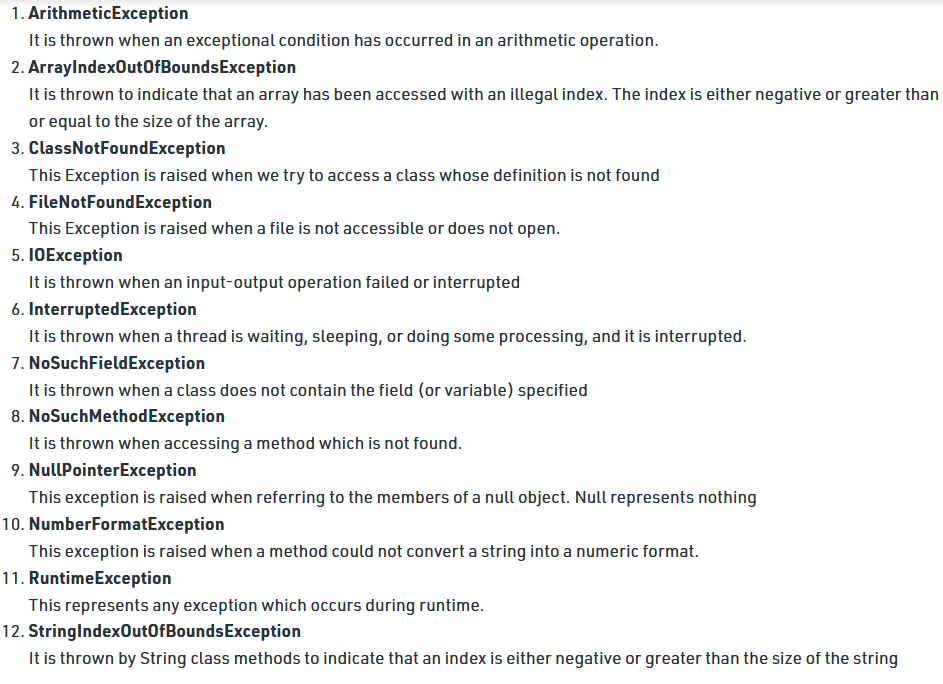 1. ArithmeticException
It is thrown when an exceptional condition has occurred in an arithmetic operation.
2. ArrayIndexOutOfBoundsException
It is thrown to indicate that an array has been accessed with an illegal index. The index is either negative or greater than
or equal to the size of the array.
3. ClassNotFoundException
This Exception is raised when we try to access a class whose definition is not found
4. FileNotFoundException
This Exception is raised when a file is not accessible or does not open.
5. IOException
It is thrown when an input-output operation failed or interrupted
6. InterruptedException
It is thrown when a thread is waiting, sleeping, or doing some processing, and it is interrupted.
7. NoSuchFieldException
It is thrown when a class does not contain the field (or variable) specified
8. NoSuchMethodException
It is thrown when accessing a method which is not found.
9. NullPointerException
This exception is raised when referring to the members of a null object. Null represents nothing
10. NumberFormatException
This exception is raised when a method could not convert a string into a numeric format.
11. RuntimeException
This represents any exception which occurs during runtime.
12. StringIndexOutOfBoundsException
It is thrown by String class methods to indicate that an index is either negative or greater than the size of the string